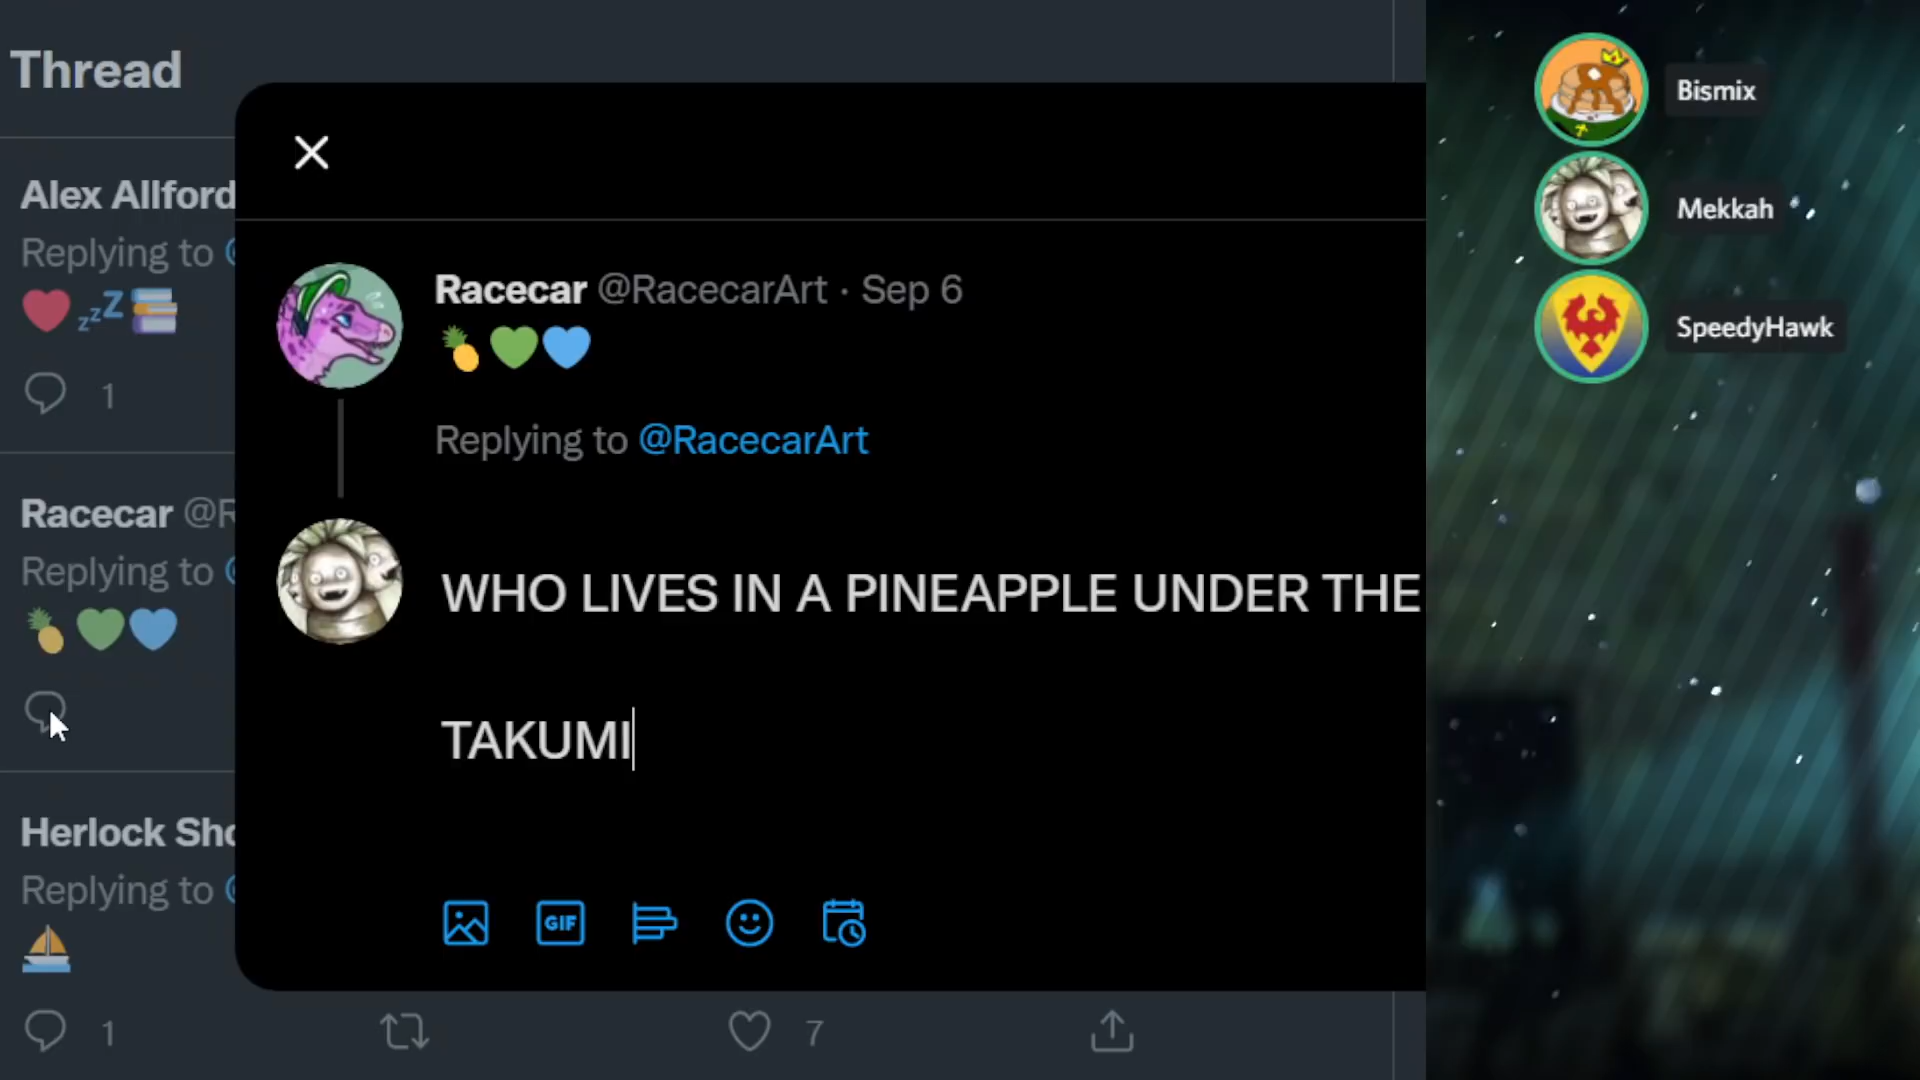 Thread
Alex Allford
Replying to
❤️💤📚
1
Racecar @R
Replying to
🍍💚💙
Herlock Sho
Replying to
⛵
1
7
Racecar @RacecarArt · Sep 6
🍍💚💙
Replying to @RacecarArt
WHO LIVES IN A PINEAPPLE UNDER THE
TAKUMI
GIF
Bismix
Mekkah
SpeedyHawk